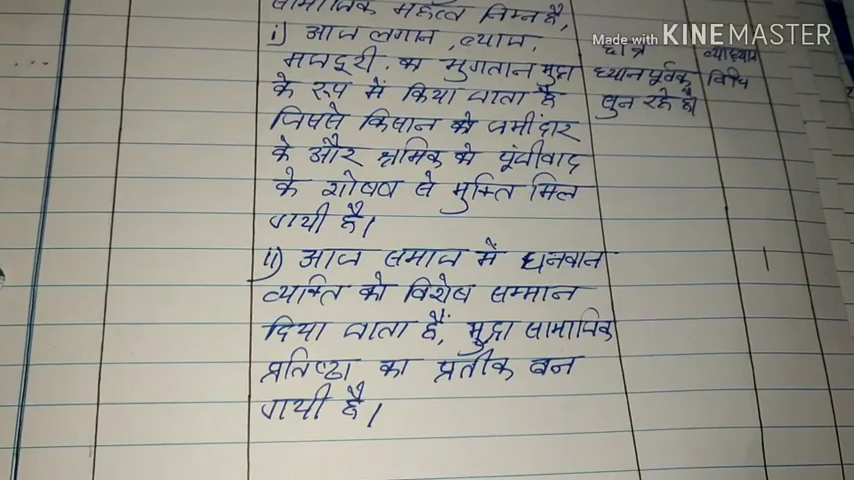 सामाजिक महत्व निम्न है,
i) आज लगान, व्याज,
मजदूरी. का भुगतान मुद्रा
के रूप में किया जाता है
जिससे किसान को जमींदार
के और श्रमिक को पूंजीवाद
के शोषण से मुक्ति मिल
गयी है।
ii) आज समाज में धनवान
व्यक्ति को विशेष सम्मान
दिया जाता हैं, मुद्रा सामाजिक
प्रतिष्ठा का प्रतीक बन
गयी है।
छात्र
ध्यान पूर्वक
सुन रहे है।
व्याख्यान
विधि
Made with KINEMASTER